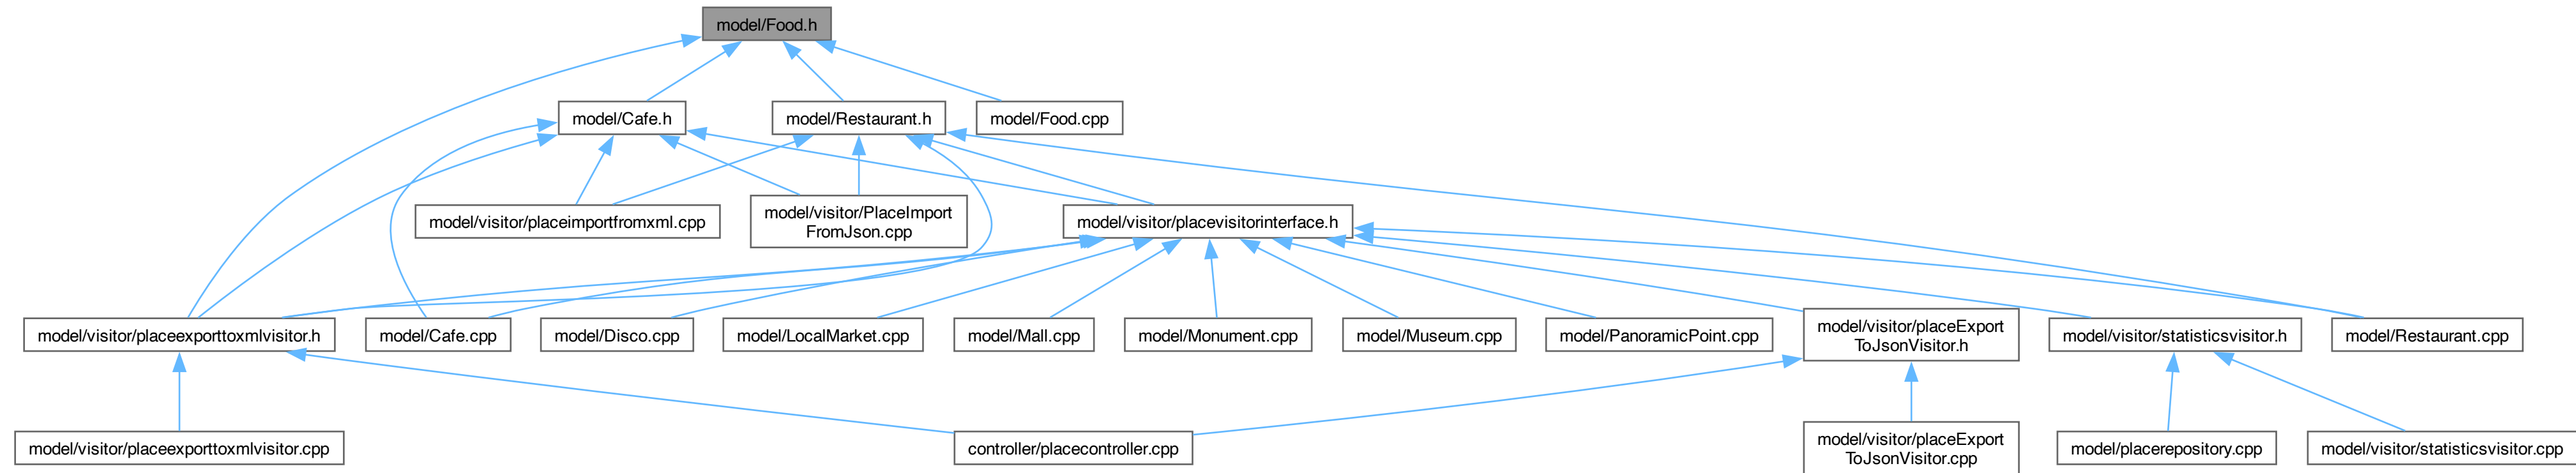 model/Food.h
model/Cafe.h
model/Restaurant.h
model/Food.cpp
model/visitor/placeimportfromxml.cpp
model/visitor/PlaceImport
FromJson.cpp
model/visitor/placevisitorinterface.h
model/visitor/placeexporttoxmlvisitor.h
model/Cafe.cpp
model/Disco.cpp
model/LocalMarket.cpp
model/Mall.cpp
model/Monument.cpp
model/Museum.cpp
model/PanoramicPoint.cpp
model/visitor/placeExport
ToJsonVisitor.h
model/visitor/statisticsvisitor.h
model/Restaurant.cpp
model/visitor/placeexporttoxmlvisitor.cpp
controller/placecontroller.cpp
model/visitor/placeExport
ToJsonVisitor.cpp
model/placerepository.cpp
model/visitor/statisticsvisitor.cpp